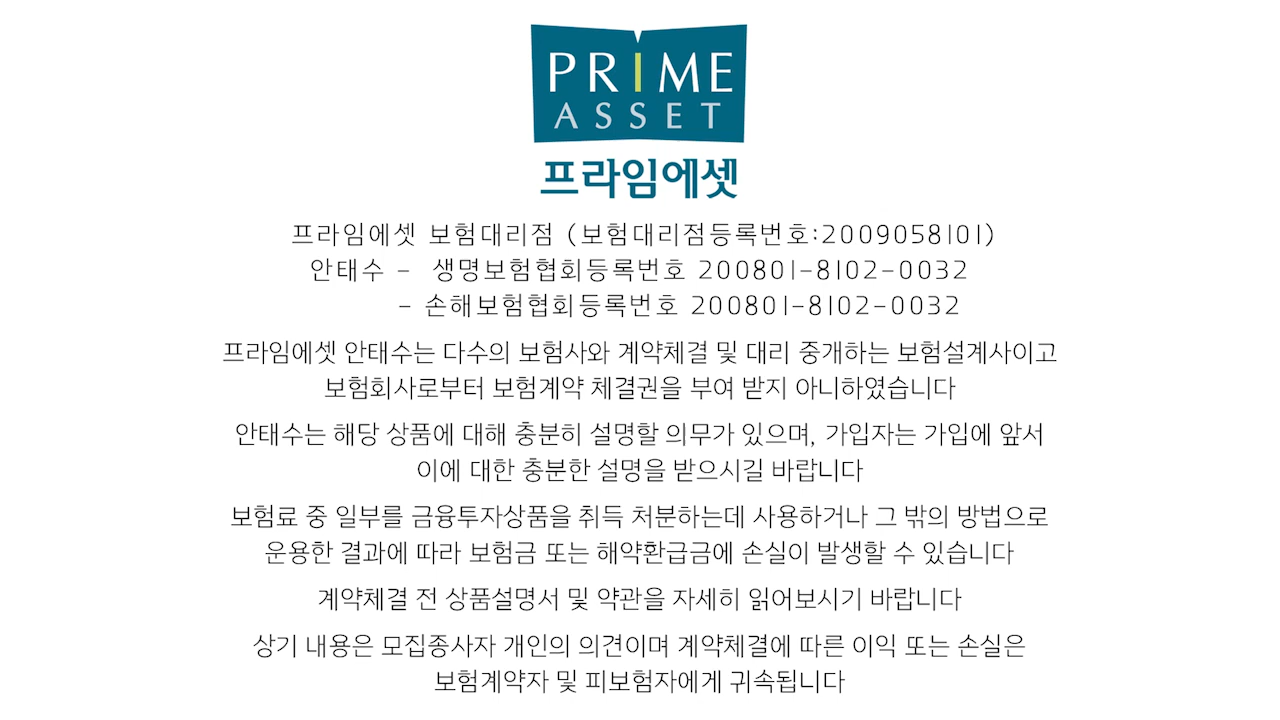 PRIME
ASSET
프라임에셋
프라임에셋 보험대리점 (보험대리점등록번호:2009058101)
안태수 - 생명보험협회등록번호 200801-8102-0032
- 손해보험협회등록번호 200801-8102-0032
프라임에셋 안태수는 다수의 보험사와 계약체결 및 대리 중개하는 보험설계사이고
보험회사로부터 보험계약 체결권을 부여 받지 아니하였습니다
안태수는 해당 상품에 대해 충분히 설명할 의무가 있으며, 가입자는 가입에 앞서
이에 대한 충분한 설명을 받으시길 바랍니다
보험료 중 일부를 금융투자상품을 취득 처분하는데 사용하거나 그 밖의 방법으로
운용한 결과에 따라 보험금 또는 해약환급금에 손실이 발생할 수 있습니다
계약체결 전 상품설명서 및 약관을 자세히 읽어보시기 바랍니다
상기 내용은 모집종사자 개인의 의견이며 계약체결에 따른 이익 또는 손실은
보험계약자 및 피보험자에게 귀속됩니다